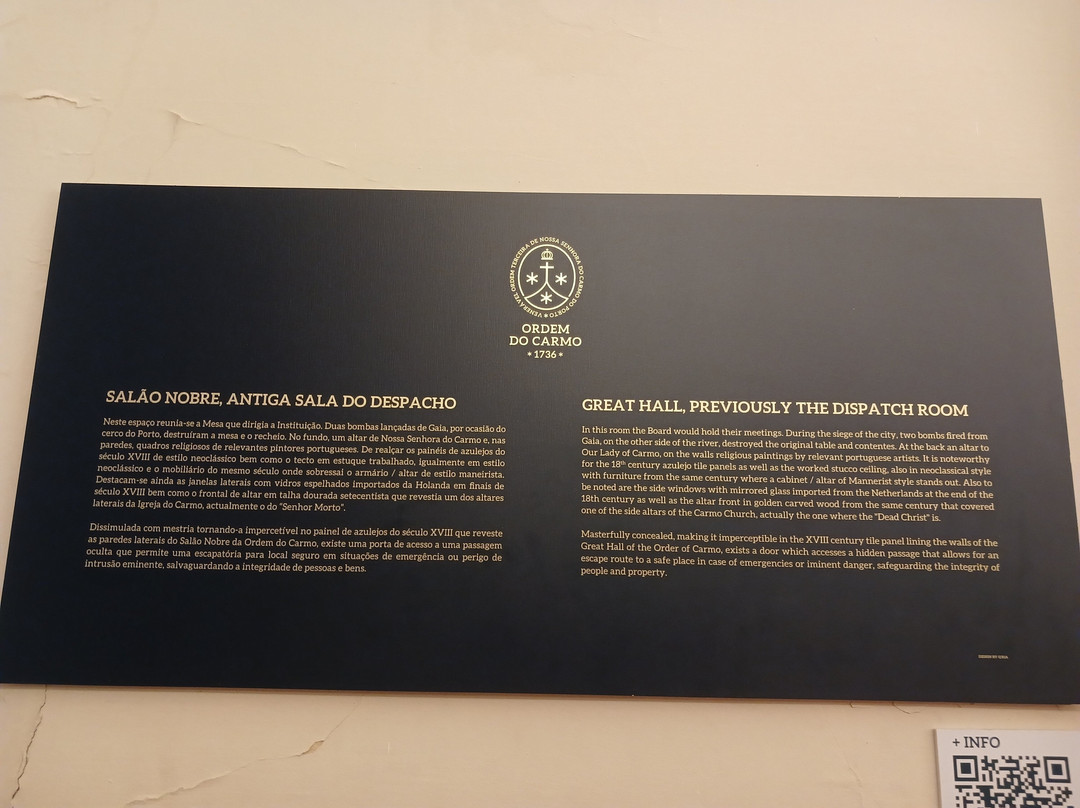 VENERÁVEL ORDEM TERCEIRA DE NOSSA SENHORA DO CARMO DO PORTO
ORDEM
DO CARMO
* 1736 *
SALÃO NOBRE, ANTIGA SALA DO DESPACHO
Neste espaço reunia-se a Mesa que dirigia a Instituição. Duas bombas lançadas de Gaia, por ocasião do
cerco do Porto, destruíram a mesa e o recheio. No fundo, um altar de Nossa Senhora do Carmo e, nas
paredes, quadros religiosos de relevantes pintores portugueses. De realçar os painéis de azulejos do
século XVIII de estilo neoclássico bem como o tecto em estuque trabalhado, igualmente em estilo
neoclássico e o mobiliário do mesmo século onde sobressai o armário / altar de estilo maneirista.
Destacam-se ainda as janelas laterais com vidros espelhados importados da Holanda em finais de
século XVIII bem como o frontal de altar em talha dourada setecentista que revestia um dos altares
laterais da Igreja do Carmo, actualmente o do "Senhor Morto".
Dissimulada com mestria tornando-a impercetível no painel de azulejos do século XVIII que reveste
as paredes laterais do Salão Nobre da Ordem do Carmo, existe uma porta de acesso a uma passagem
oculta que permite uma escapatória para local seguro em situações de emergência ou perigo de
intrusão eminente, salvaguardando a integridade de pessoas e bens.
GREAT HALL, PREVIOUSLY THE DISPATCH ROOM
In this room the Board would hold their meetings. During the siege of the city, two bombs fired from
Gaia, on the other side of the river, destroyed the original table and contentes. At the back an altar to
Our Lady of Carmo, on the walls religious paintings by relevant portuguese artists. It is noteworthy
for the 18th century azulejo tile panels as well as the worked stucco ceiling, also in neoclassical style
with furniture from the same century where a cabinet / altar of Mannerist style stands out. Also to
be noted are the side windows with mirrored glass imported from the Netherlands at the end of the
18th century as well as the altar front in golden carved wood from the same century that covered
one of the side altars of the Carmo Church, actually the one where the "Dead Christ" is.
Masterfully concealed, making it imperceptible in the XVIII century tile panel lining the walls of the
Great Hall of the Order of Carmo, exists a door which accesses a hidden passage that allows for an
escape route to a safe place in case of emergencies or iminent danger, safeguarding the integrity of
people and property.
+ INFO